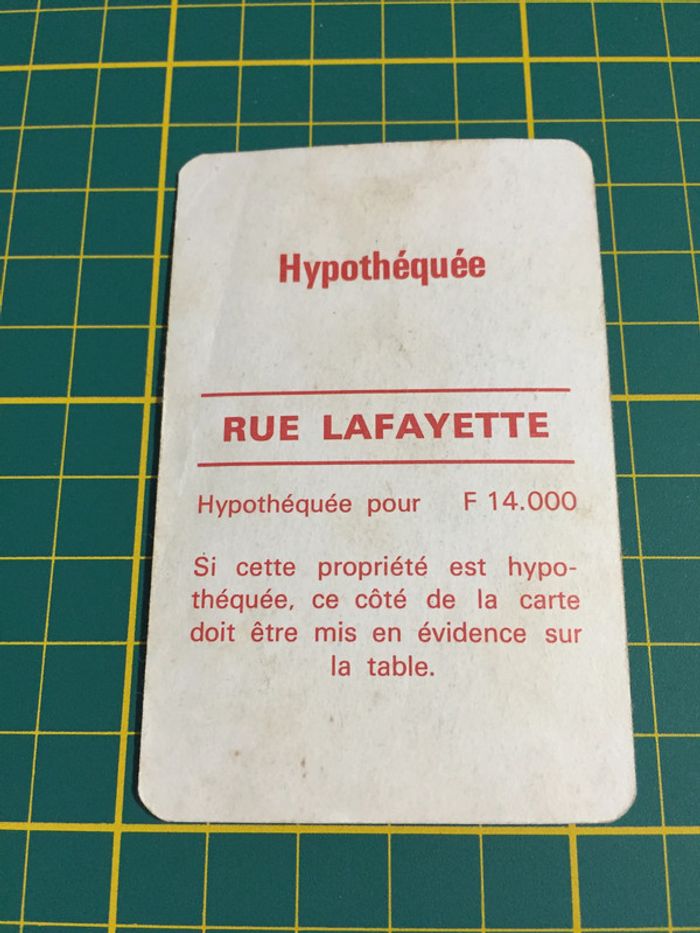 Hypothéquée
RUE LAFAYETTE
Hypothéquée pour F 14.000
Si cette propriété est hypo-
théquée, ce côté de la carte
doit être mis en évidence sur
la table.